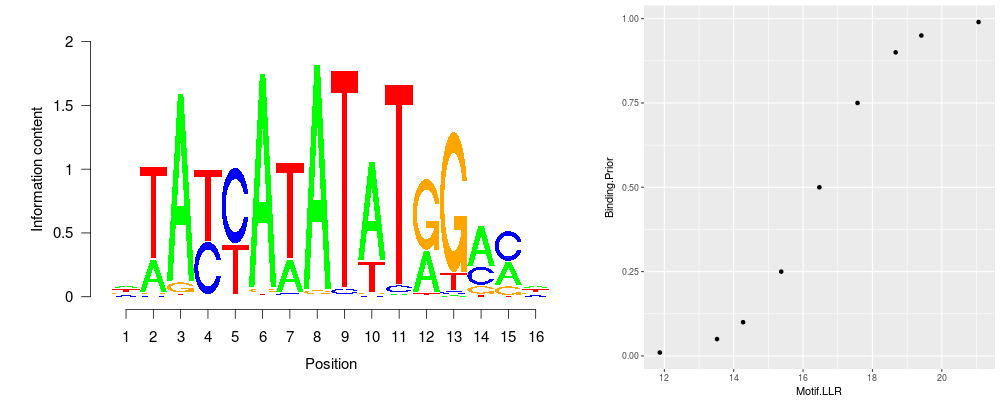 2
1.5
1
0.5
0
Information content
TATCATATTATGGAC
ACTAATAC
1 2 3 4 5 6 7 8 9 10 11 12 13 14 15 16
Position
1.00
0.75
0.50
0.25
0.00
Binding.Prior
12 14 16 18 20
Motif.LLR